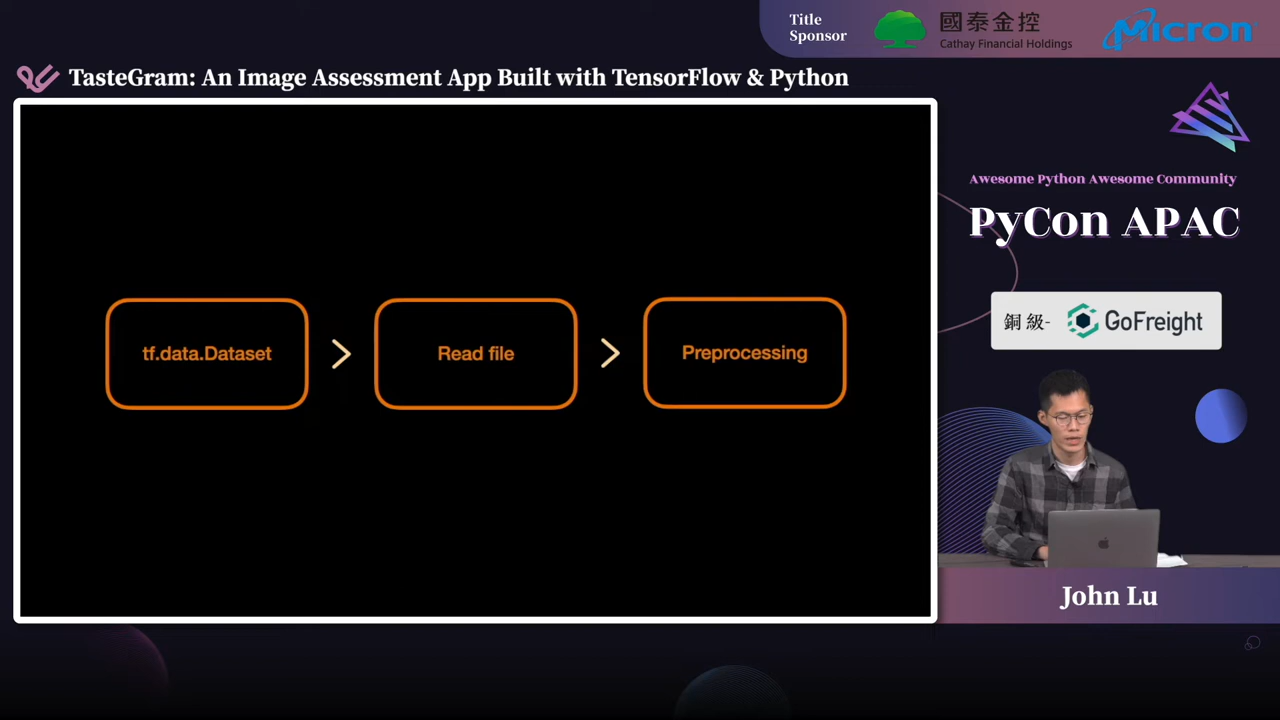 Title
Sponsor
國泰金控
Cathay Financial Holdings
Micron
TasteGram: An Image Assessment App Built with TensorFlow & Python
tf.data.Dataset
>
Read file
>
Preprocessing
Awesome Python Awesome Community
PyCon APAC
銅級-
GoFreight
John Lu